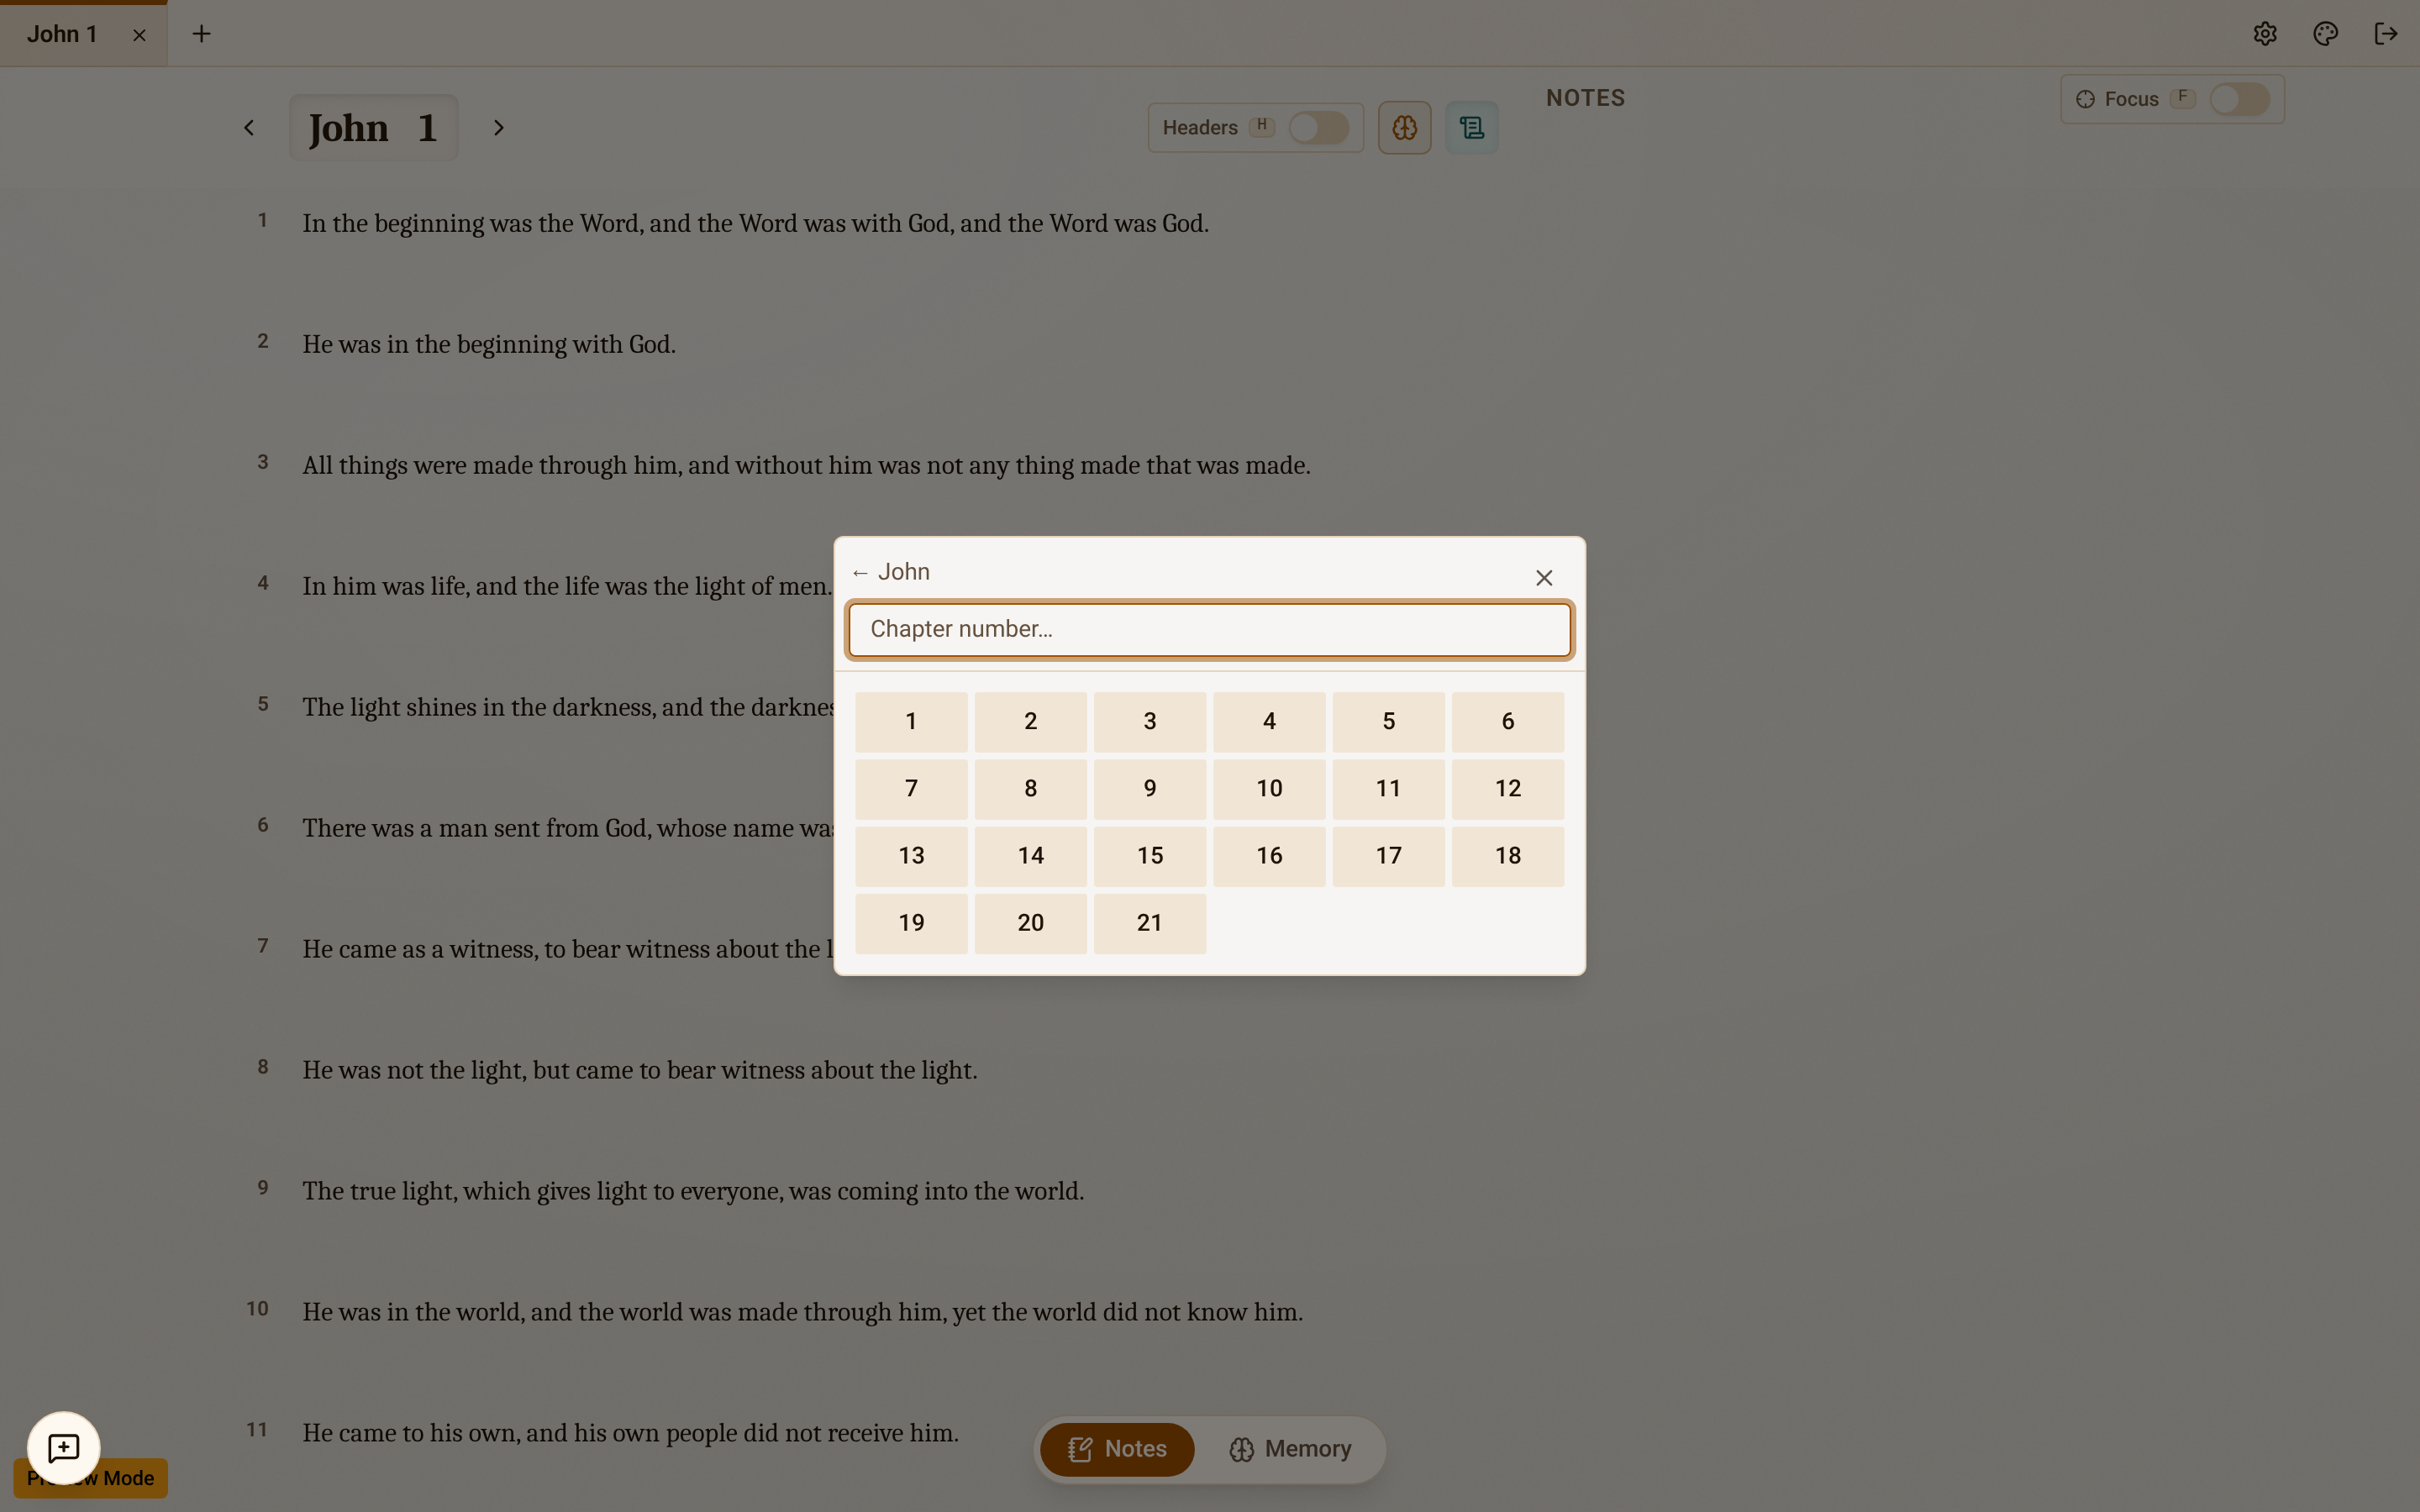 John 1
John 1
Headers H
NOTES
Focus F
1 In the beginning was the Word, and the Word was with God, and the Word was God.
2 He was in the beginning with God.
3 All things were made through him, and without him was not any thing made that was made.
4 In him was life, and the life was the light of men.
5 The light shines in the darkness, and the
6 There was a man sent from God, whose name
7 He came as a witness, to bear witness about the
8 He was not the light, but came to bear witness about the light.
9 The true light, which gives light to everyone, was coming into the world.
10 He was in the world, and the world was made through him, yet the world did not know him.
11 He came to his own, and his own people did not receive him.
← John
Chapter number...
1 2 3 4 5 6
7 8 9 10 11 12
13 14 15 16 17 18
19 20 21
Notes Memory
Mode